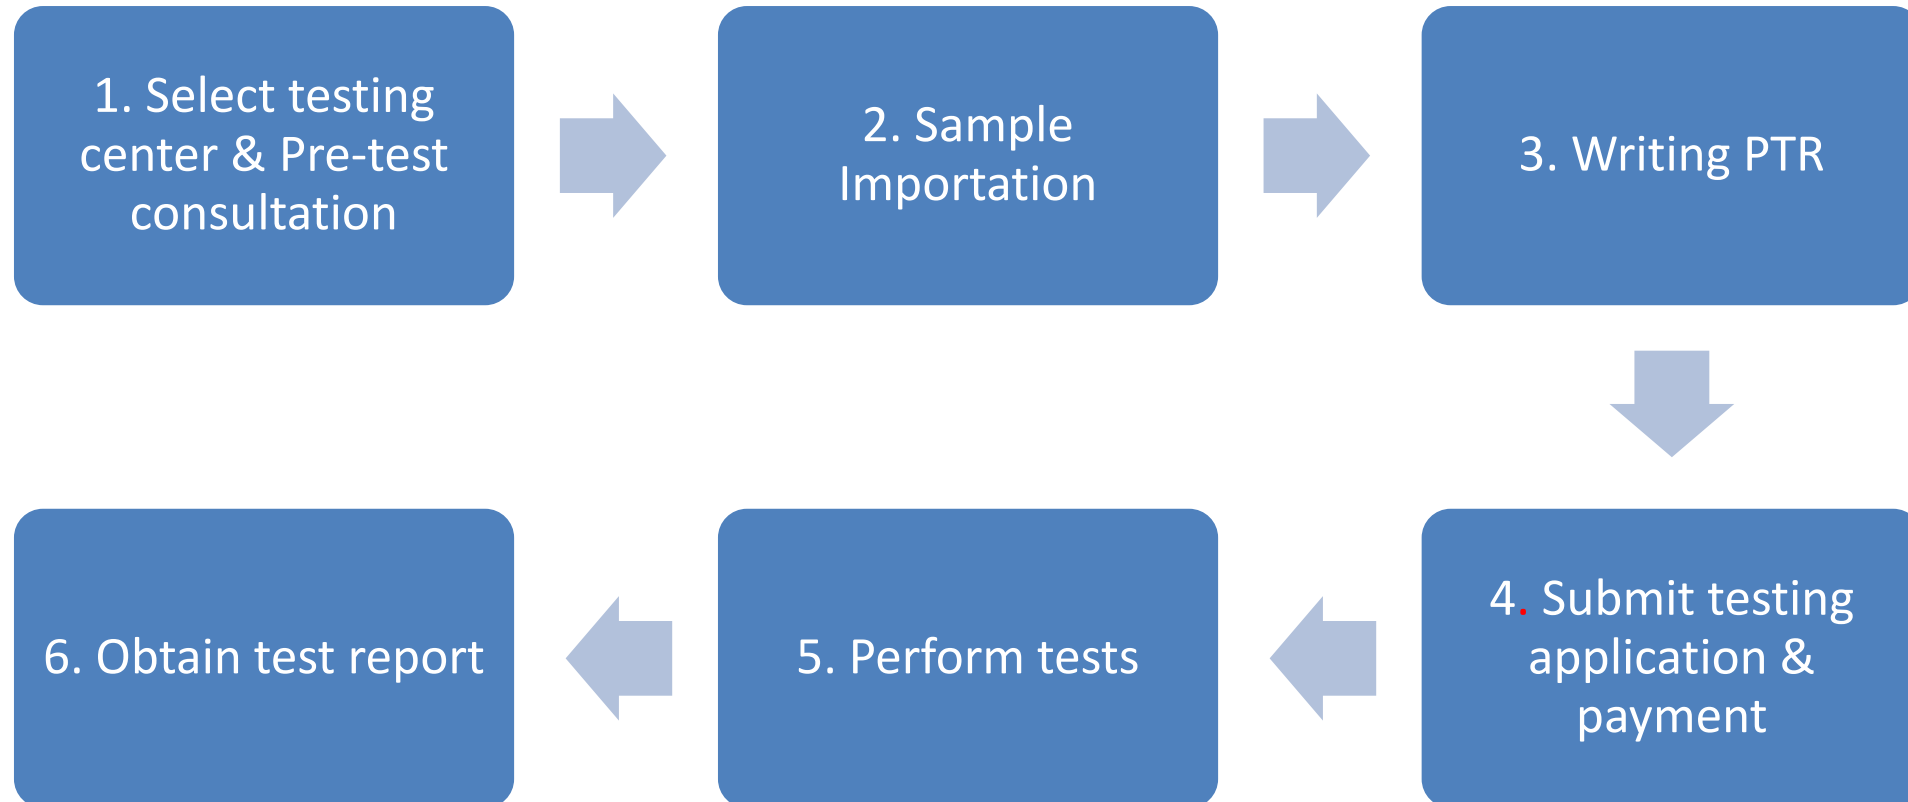 1. Select testing
center & Pre-test
consultation
2. Sample
Importation
3. Writing PTR
4. Submit testing
application &
payment
5. Perform tests
6. Obtain test report